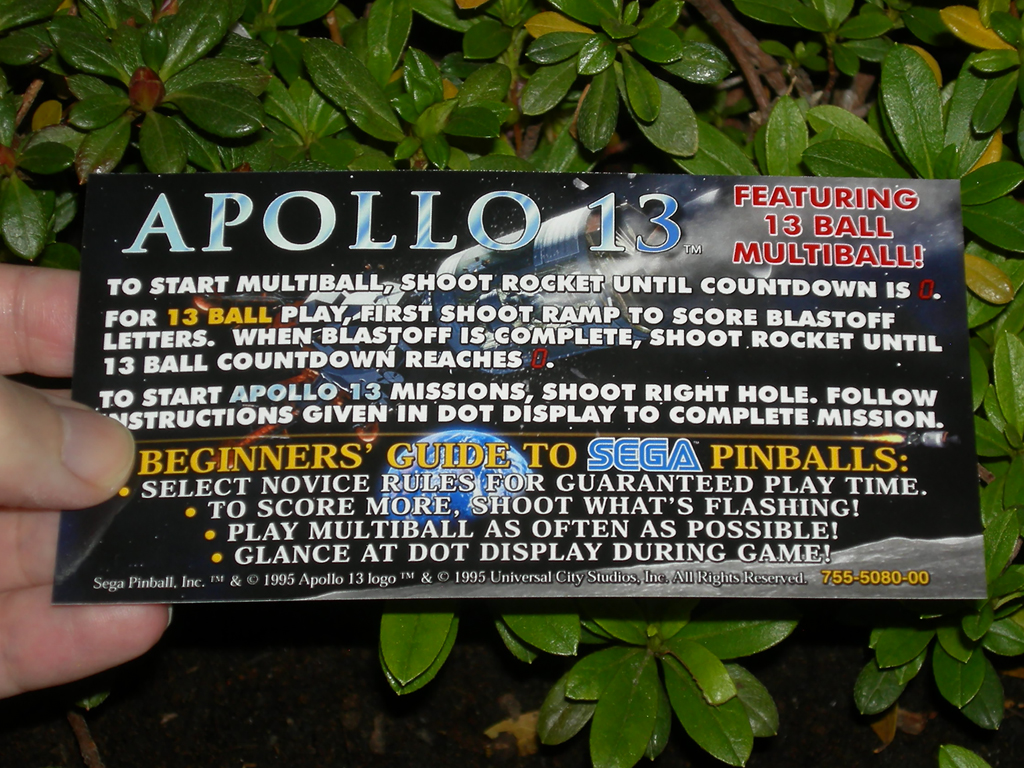 APOLLO 13™
FEATURING
13 BALL
MULTIBALL!
TO START MULTIBALL, SHOOT ROCKET UNTIL COUNTDOWN IS 0.
FOR 13 BALL PLAY, FIRST SHOOT RAMP TO SCORE BLASTOFF
LETTERS. WHEN BLASTOFF IS COMPLETE, SHOOT ROCKET UNTIL
13 BALL COUNTDOWN REACHES 0.
TO START APOLLO 13 MISSIONS, SHOOT RIGHT HOLE. FOLLOW
INSTRUCTIONS GIVEN IN DOT DISPLAY TO COMPLETE MISSION.
BEGINNERS' GUIDE TO SEGA™ PINBALLS:
• SELECT NOVICE RULES FOR GUARANTEED PLAY TIME.
• TO SCORE MORE, SHOOT WHAT'S FLASHING!
• PLAY MULTIBALL AS OFTEN AS POSSIBLE!
• GLANCE AT DOT DISPLAY DURING GAME!
Sega Pinball, Inc. ™ & © 1995 Apollo 13 logo ™ & © 1995 Universal City Studios, Inc. All Rights Reserved. 755-5080-00